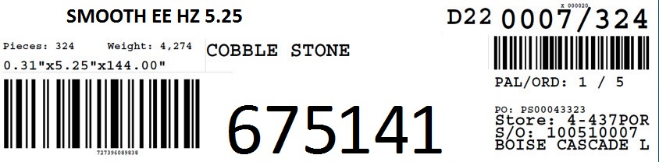 SMOOTH EE HZ 5.25
Pieces: 324 Weight: 4,274
0.31"x5.25"x144.00"
COBBLE STONE
675141
D22 0007/324
X 000020
PAL/ORD: 1 / 5
PO: PS00043323
Store: 4-437POR
S/O: 100510007
BOISE CASCADE L